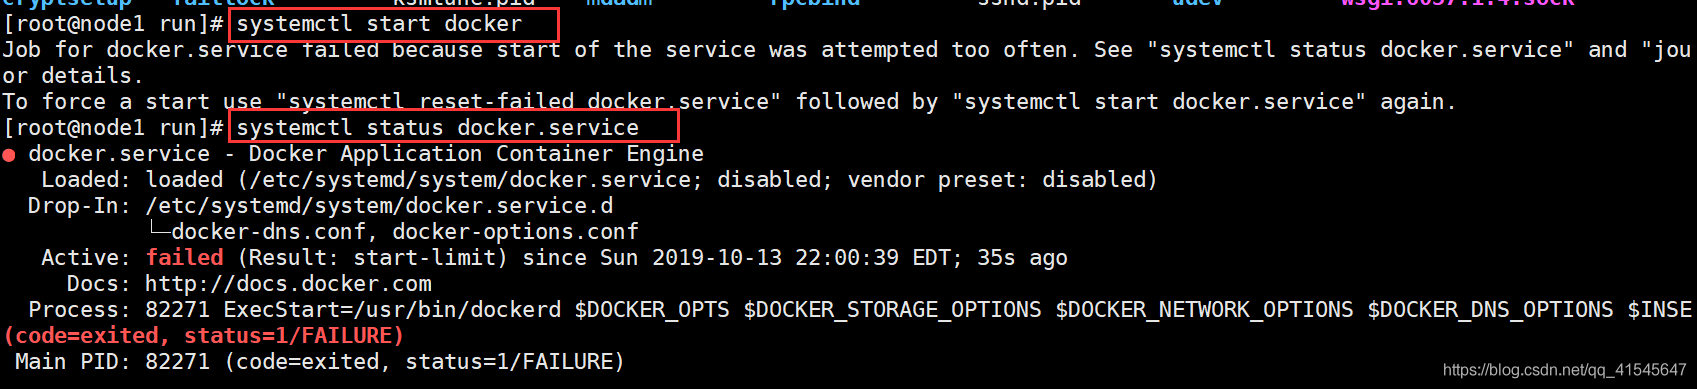 [root@node1 run]# systemctl start docker
Job for docker.service failed because start of the service was attempted too often. See "systemctl status docker.service" and "jou
or details.
To force a start use "systemctl reset-failed docker.service" followed by "systemctl start docker.service" again.
[root@node1 run]# systemctl status docker.service
● docker.service - Docker Application Container Engine
Loaded: loaded (/etc/systemd/system/docker.service; disabled; vendor preset: disabled)
Drop-In: /etc/systemd/system/docker.service.d
└─docker-dns.conf, docker-options.conf
Active: failed (Result: start-limit) since Sun 2019-10-13 22:00:39 EDT; 35s ago
Docs: http://docs.docker.com
Process: 82271 ExecStart=/usr/bin/dockerd $DOCKER_OPTS $DOCKER_STORAGE_OPTIONS $DOCKER_NETWORK_OPTIONS $DOCKER_DNS_OPTIONS $INSE
(code=exited, status=1/FAILURE)
Main PID: 82271 (code=exited, status=1/FAILURE)
https://blog.csdn.net/qq_41545647